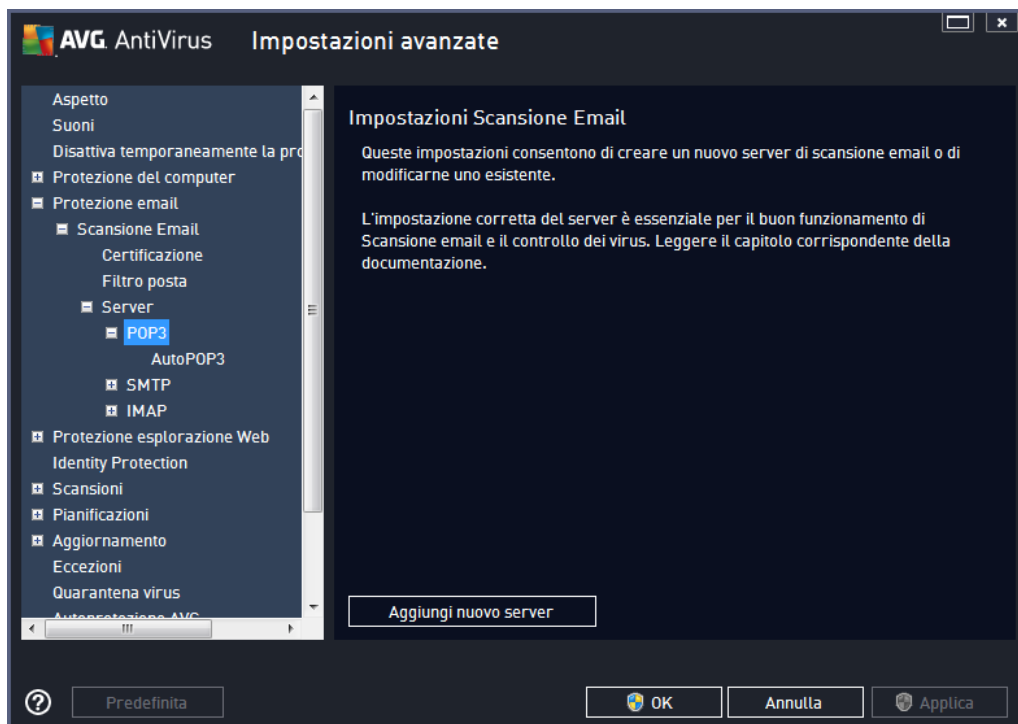 AVG AntiVirus Impostazioni avanzate
Aspetto
Suoni
Disattiva temporaneamente la pro
Protezione del computer
Protezione email
Scansione Email
Certificazione
Filtro posta
Server
POP3
AutoPOP3
SMTP
IMAP
Protezione esplorazione Web
Identity Protection
Scansioni
Pianificazioni
Aggiornamento
Eccezioni
Quarantena virus
Autoprotezione AVG
Impostazioni Scansione Email
Queste impostazioni consentono di creare un nuovo server di scansione email o di
modificarne uno esistente.
L'impostazione corretta del server è essenziale per il buon funzionamento di
Scansione email e il controllo dei virus. Leggere il capitolo corrispondente della
documentazione.
Aggiungi nuovo server
Predefinita
OK
Annulla
Applica